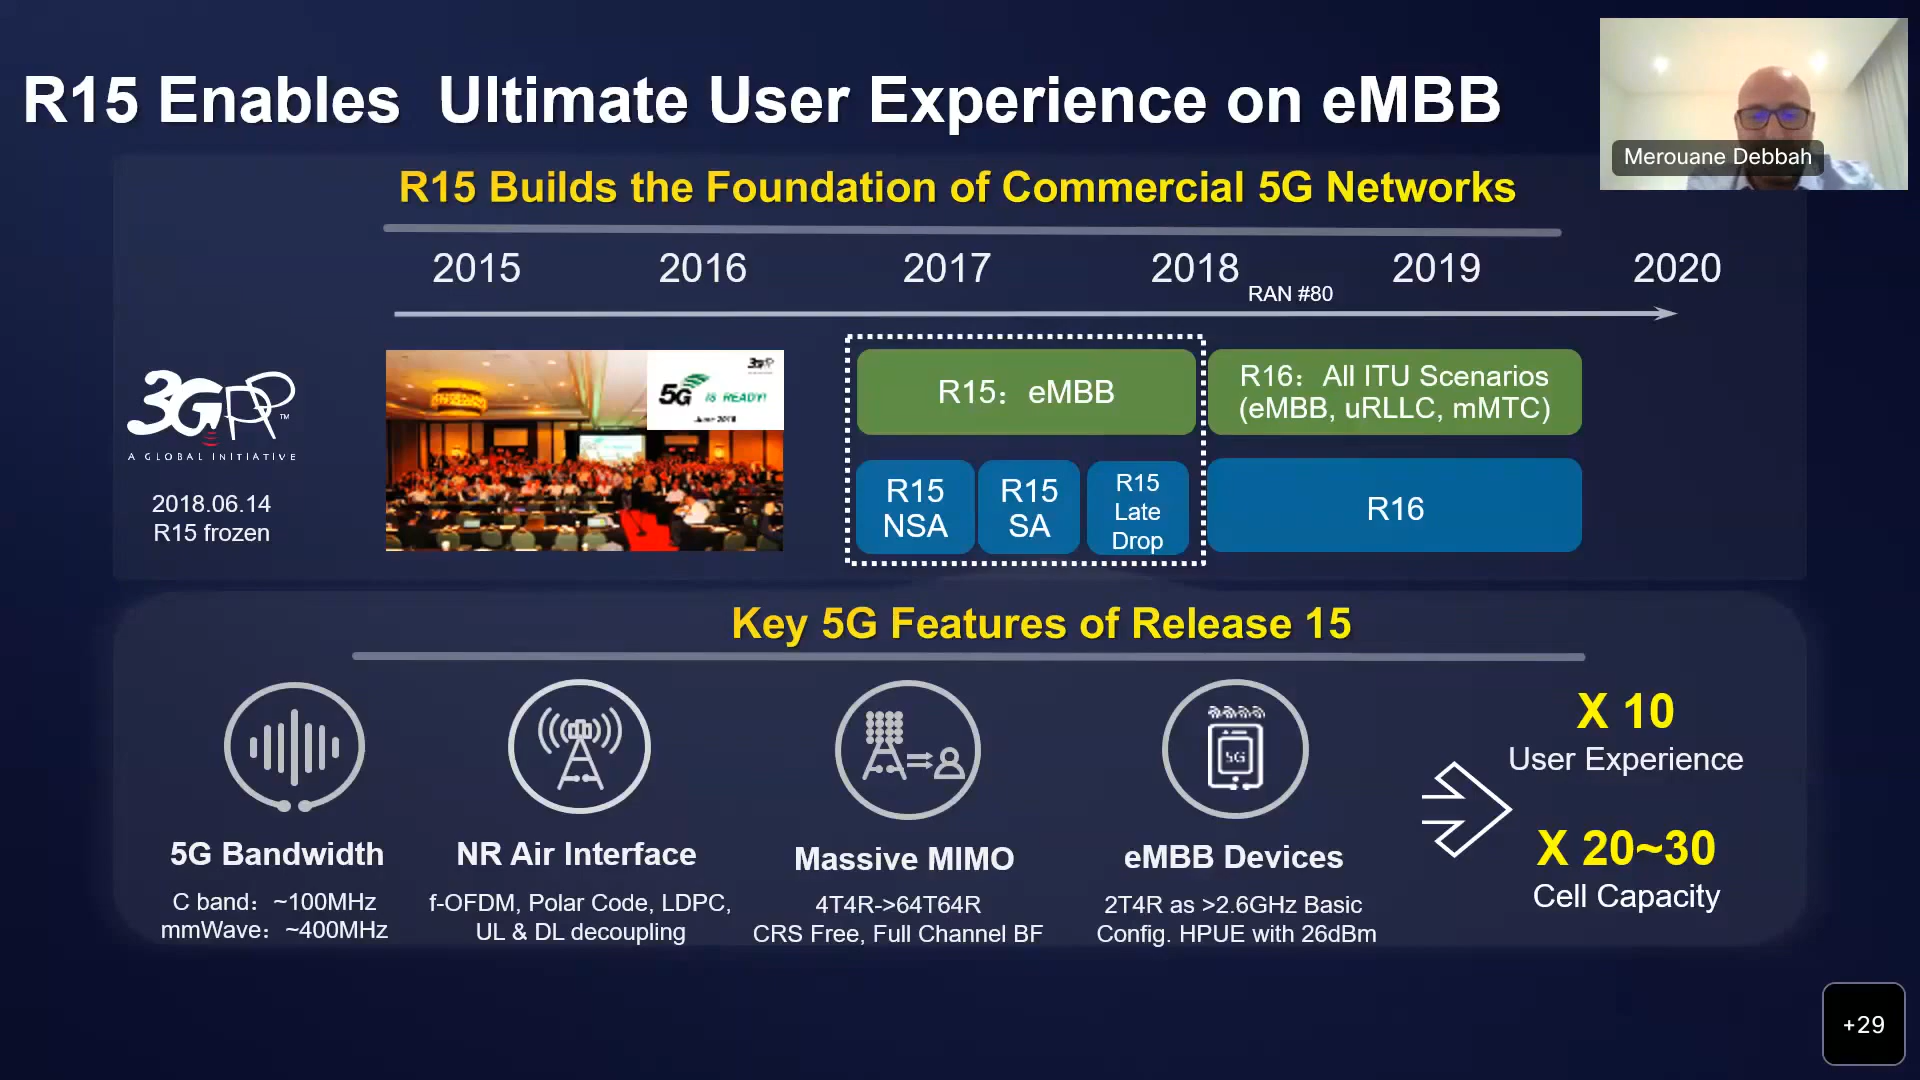 R15 Enables Ultimate User Experience on eMBB
Merouane Debbah
R15 Builds the Foundation of Commercial 5G Networks
2015
2016
2017
2018
2019
2020
RAN #80
3GPP™
A GLOBAL INITIATIVE
2018.06.14
R15 frozen
3GPP
5G IS READY!
June 2018
R15：eMBB
R16：All ITU Scenarios
(eMBB, uRLLC, mMTC)
R15
NSA
R15
SA
R15
Late
Drop
R16
Key 5G Features of Release 15
5G Bandwidth
C band：~100MHz
mmWave：~400MHz
NR Air Interface
f-OFDM, Polar Code, LDPC,
UL & DL decoupling
Massive MIMO
4T4R->64T64R
CRS Free, Full Channel BF
5G
eMBB Devices
2T4R as >2.6GHz Basic
Config. HPUE with 26dBm
X 10
User Experience
X 20~30
Cell Capacity
+29